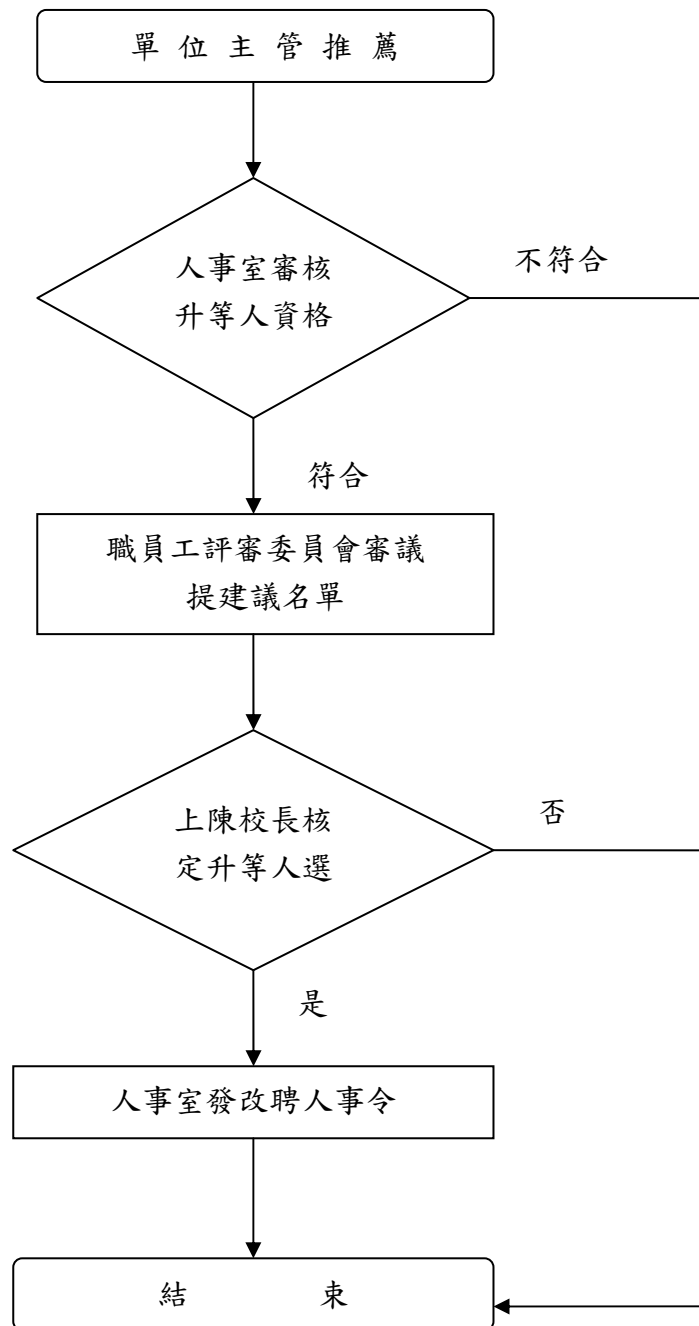 單位主管推薦
人事室審核
升等人資格
不符合
符合
職員工評審委員會審議
提建議名單
上陳校長核
定升等人選
否
是
人事室發改聘人事令
結束